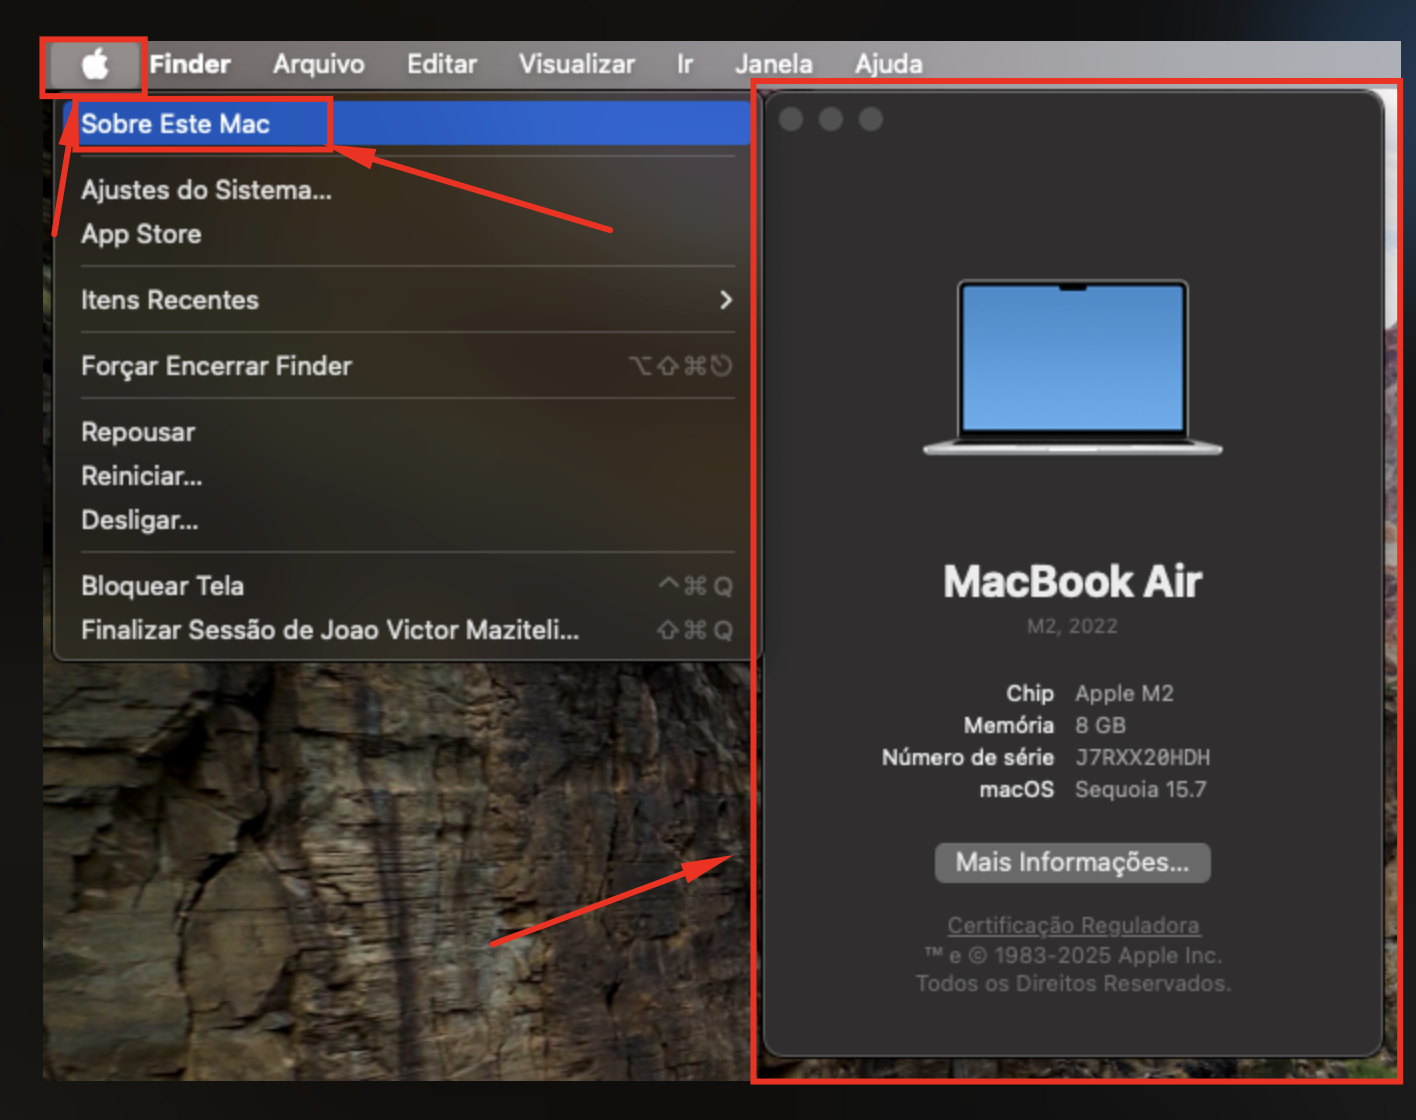 Finder Arquivo Editar Visualizar Ir Janela Ajuda
Sobre Este Mac
Ajustes do Sistema...
App Store
Itens Recentes
Forçar Encerrar Finder ⌥⇧⌘⎋
Repousar
Reiniciar...
Desligar...
Bloquear Tela ^⌘Q
Finalizar Sessão de Joao Victor Maziteli... ⇧⌘Q
MacBook Air
M2, 2022
Chip Apple M2
Memória 8 GB
Número de série J7RXX20HDH
macOS Sequoia 15.7
Mais Informações...
Certificação Reguladora
™ e © 1983-2025 Apple Inc.
Todos os Direitos Reservados.